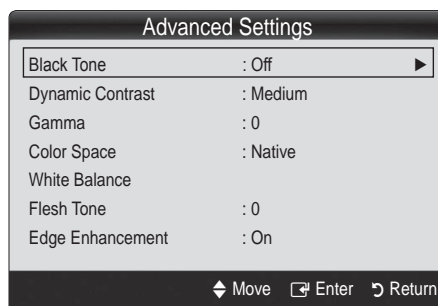 Advanced Settings
Black Tone : Off ►
Dynamic Contrast : Medium
Gamma : 0
Color Space : Native
White Balance
Flesh Tone : 0
Edge Enhancement : On
Move Enter Return